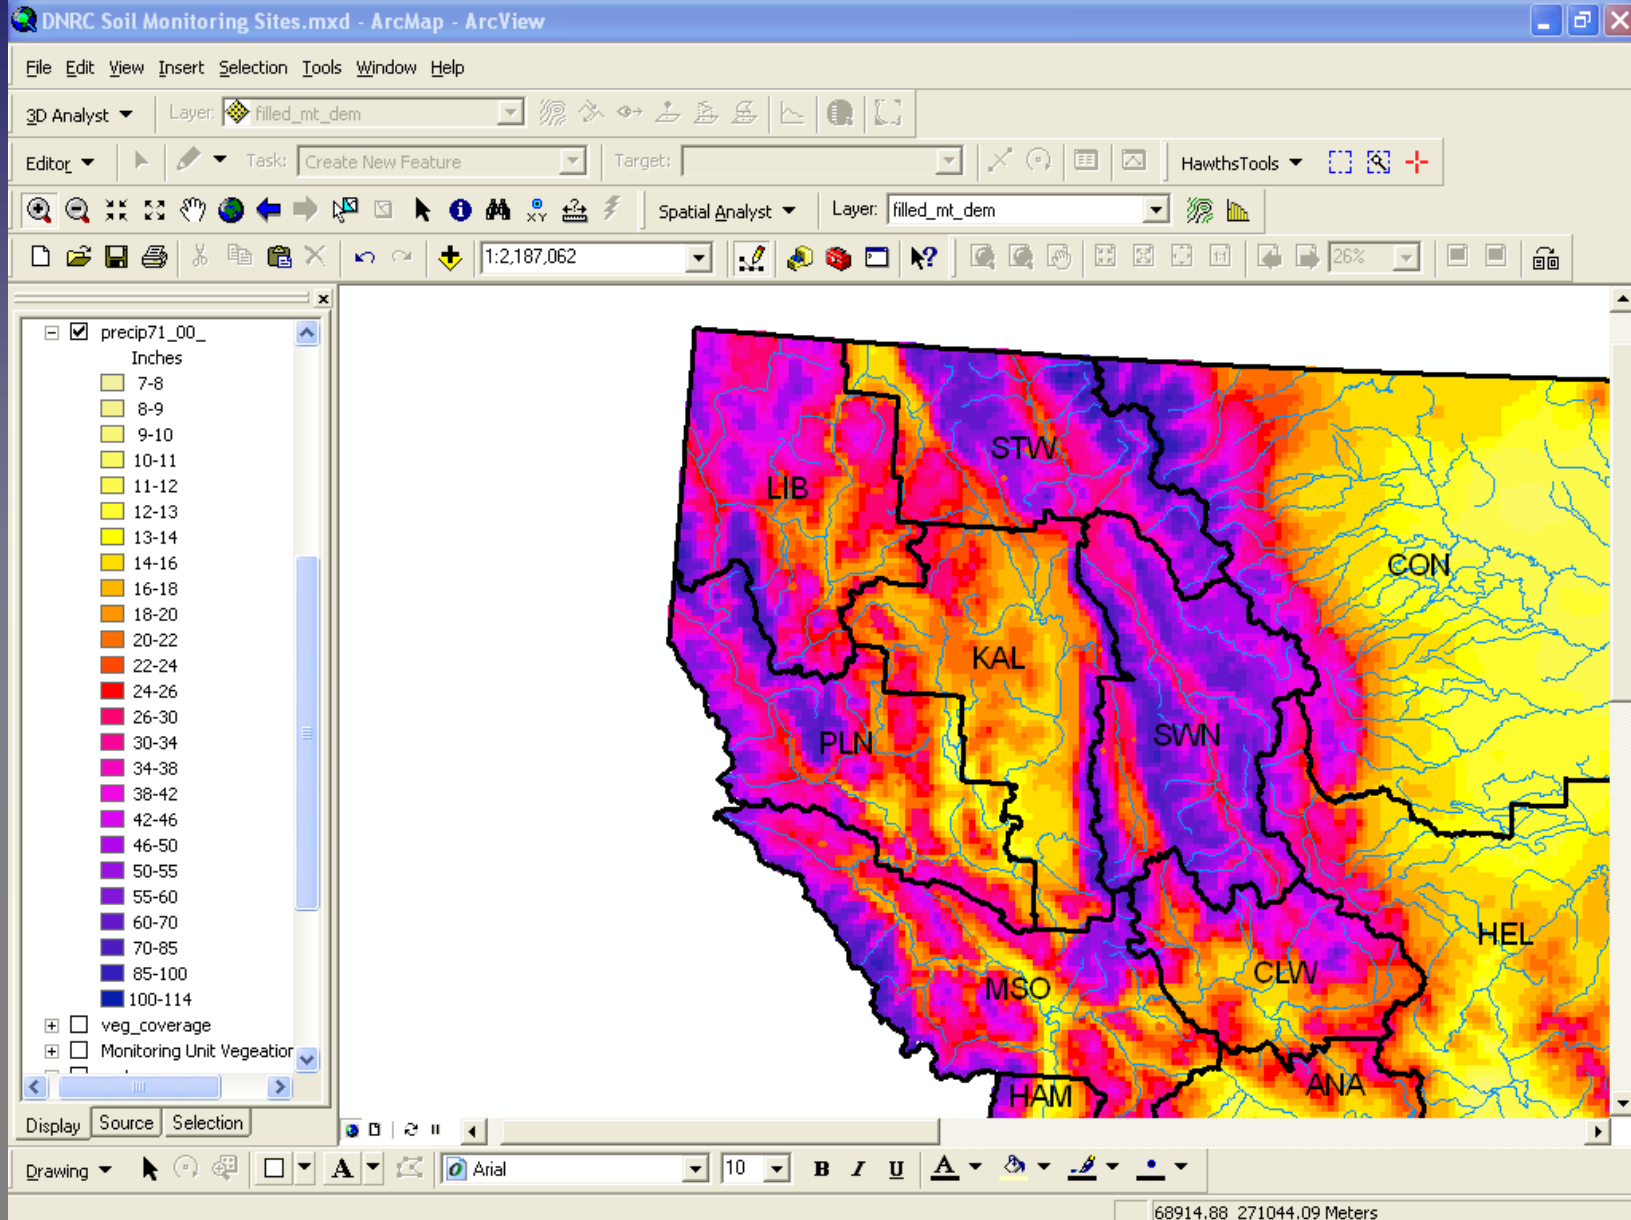 DNRC Soil Monitoring Sites.mxd - ArcMap - ArcView
File Edit View Insert Selection Tools Window Help
3D Analyst Layer: filled_mt_dem
Editor Task: Create New Feature Target: HawthsTools
XY Spatial Analyst Layer: filled_mt_dem
1:2,187,062 1:1 26%
precip71_00_
Inches
7-8
8-9
9-10
10-11
11-12
12-13
13-14
14-16
16-18
18-20
20-22
22-24
24-26
26-30
30-34
34-38
38-42
42-46
46-50
50-55
55-60
60-70
70-85
85-100
100-114
veg_coverage
Monitoring Unit Vegeation
Display Source Selection
STW
LIB
CON
KAL
SWN
PLN
HEL
CLW
MSO
ANA
HAM
Drawing A Arial 10 B I U A
68914.88 271044.09 Meters